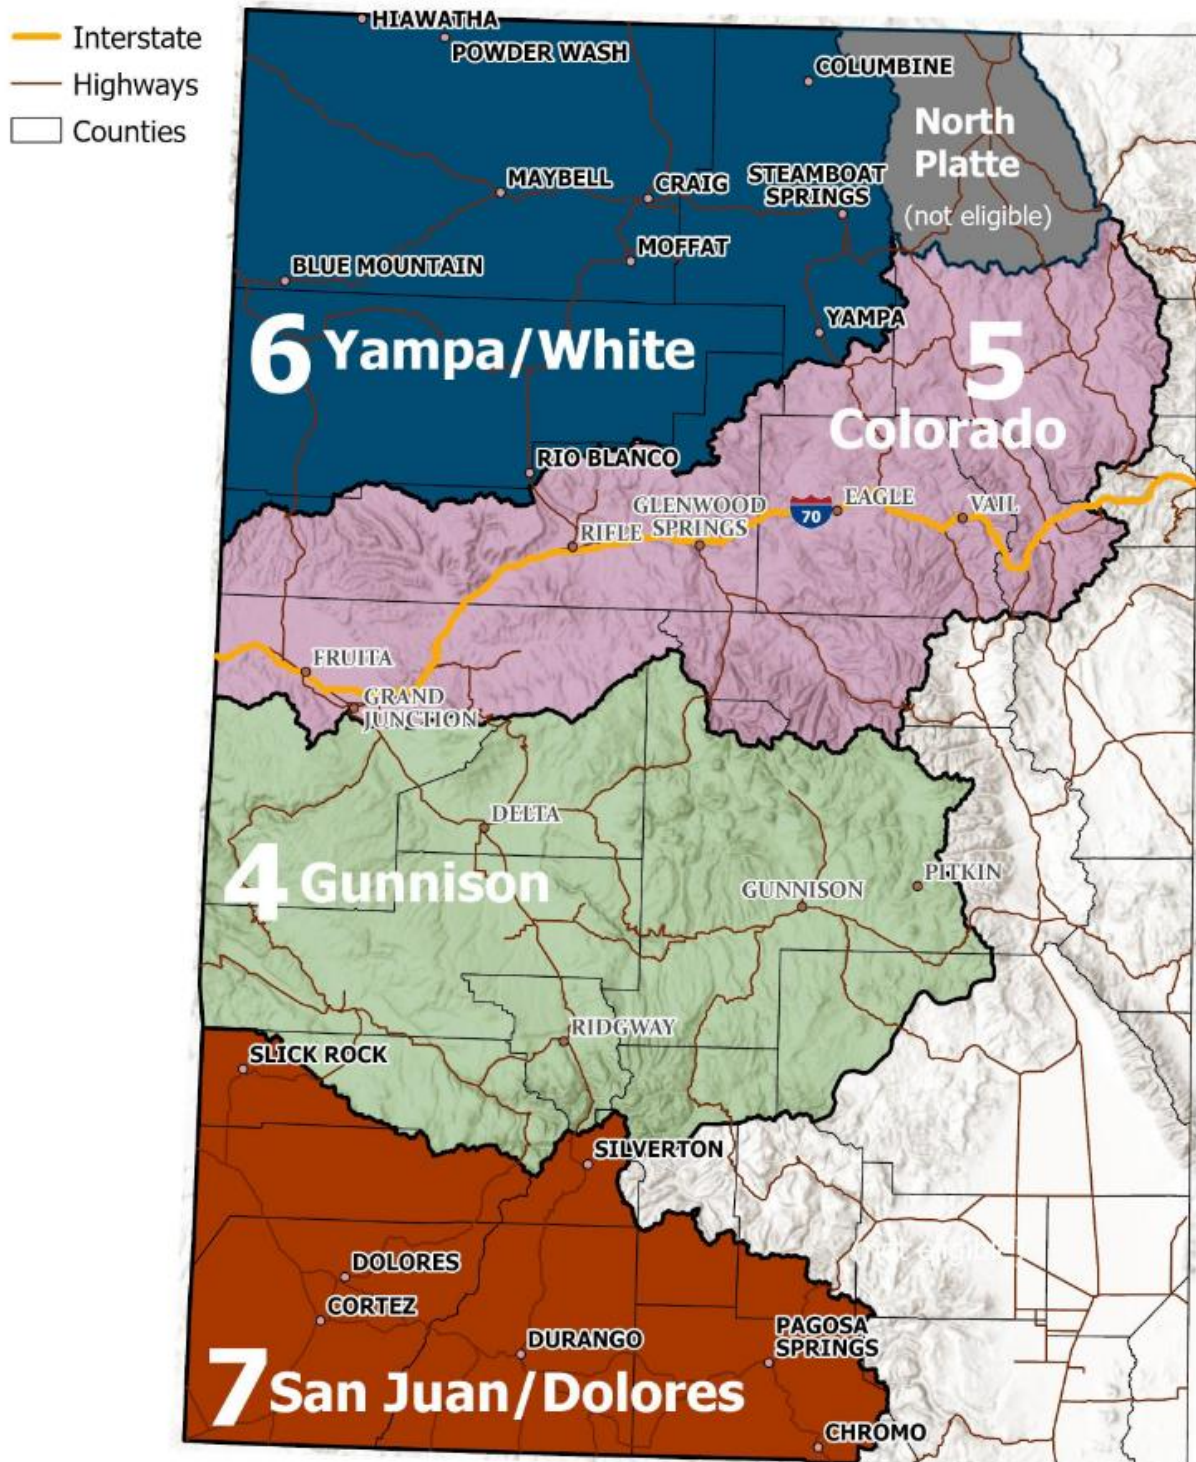 Interstate
Highways
Counties
HIAWATHA
POWDER WASH
COLUMBINE
North
Platte
(not eligible)
MAYBELL
CRAIG
STEAMBOAT
SPRINGS
MOFFAT
BLUE MOUNTAIN
YAMPA
6 Yampa/White
5
Colorado
RIO BLANCO
GLENWOOD
SPRINGS
70
EAGLE
VAIL
RIFLE
FRUITA
GRAND
JUNCTION
DELTA
4 Gunnison
GUNNISON
PITKIN
RIDGWAY
SLICK ROCK
SILVERTON
DOLORES
CORTEZ
DURANGO
PAGOSA
SPRINGS
7 San Juan/Dolores
CHROMO